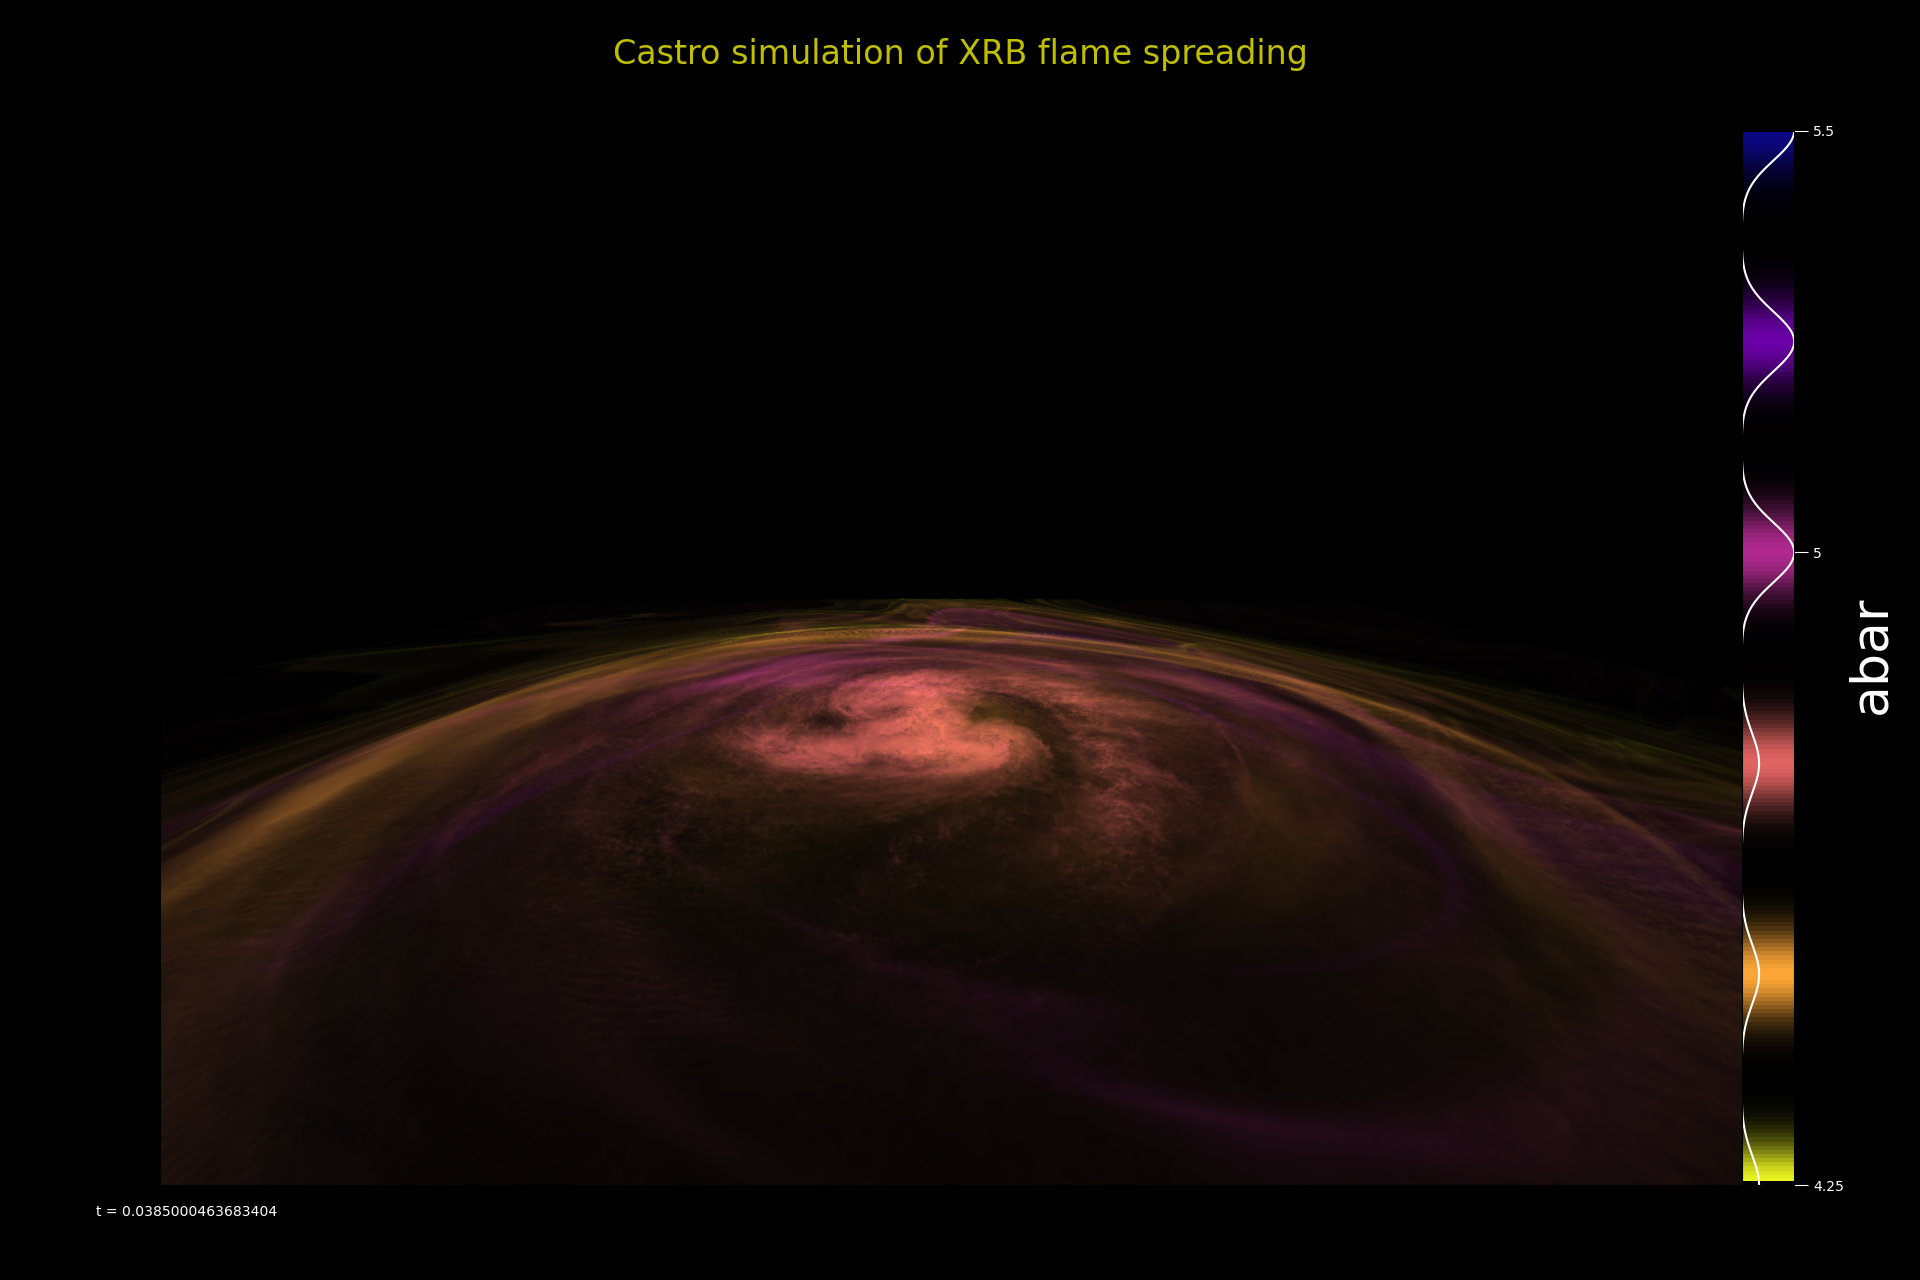 Castro simulation of XRB flame spreading
5.5
5
abar
4.25
t = 0.0385000463683404